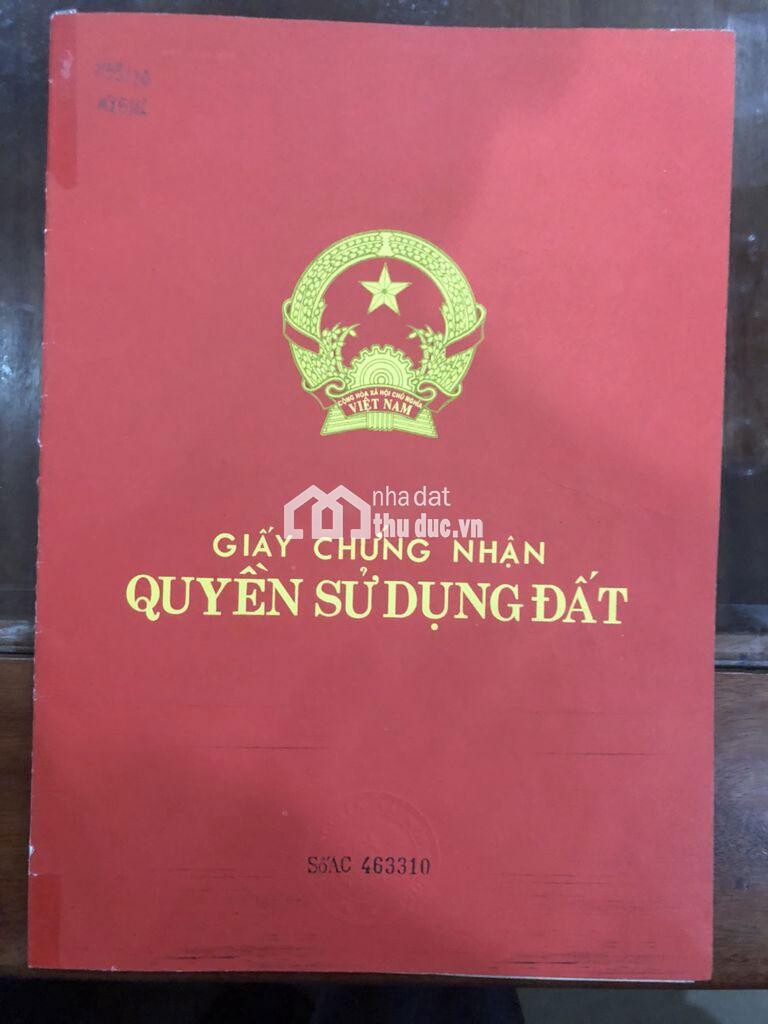 CỘNG HÒA XÃ HỘI CHỦ NGHĨA
VIỆT NAM
nha dat
thu duc.vn
GIẤY CHỨNG NHẬN
QUYỀN SỬ DỤNG ĐẤT
Số AC 463310